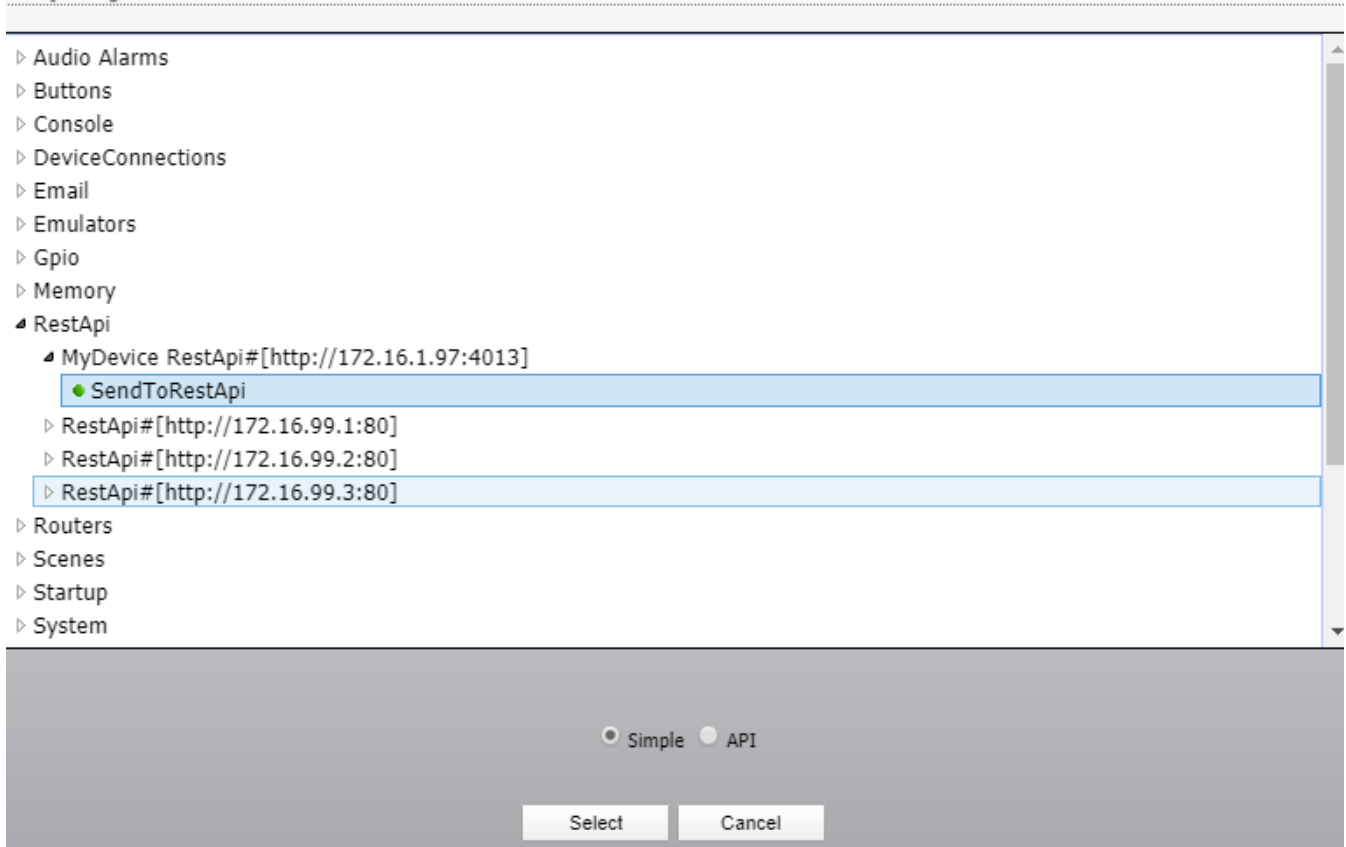 Audio Alarms
Buttons
Console
DeviceConnections
Email
Emulators
Gpio
Memory
RestApi
MyDevice RestApi#[http://172.16.1.97:4013]
SendToRestApi
RestApi#[http://172.16.99.1:80]
RestApi#[http://172.16.99.2:80]
RestApi#[http://172.16.99.3:80]
Routers
Scenes
Startup
System
Simple API
Select Cancel